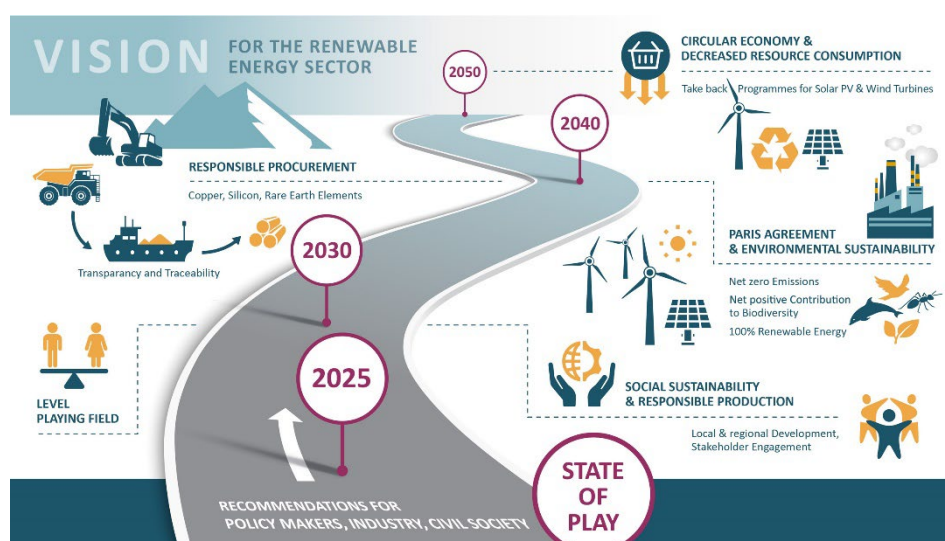 VISION
FOR THE RENEWABLE
ENERGY SECTOR
2050
CIRCULAR ECONOMY &
DECREASED RESOURCE CONSUMPTION
Take back Programmes for Solar PV & Wind Turbines
2040
RESPONSIBLE PROCUREMENT
Copper, Silicon, Rare Earth Elements
Transparancy and Traceability
PARIS AGREEMENT
& ENVIRONMENTAL SUSTAINABILITY
Net zero Emissions
Net positive Contribution
to Biodiversity
100% Renewable Energy
2030
2025
LEVEL
PLAYING FIELD
SOCIAL SUSTAINABILITY
& RESPONSIBLE PRODUCTION
Local & regional Development,
Stakeholder Engagement
RECOMMENDATIONS FOR
POLICY MAKERS, INDUSTRY, CIVIL SOCIETY
STATE
OF
PLAY